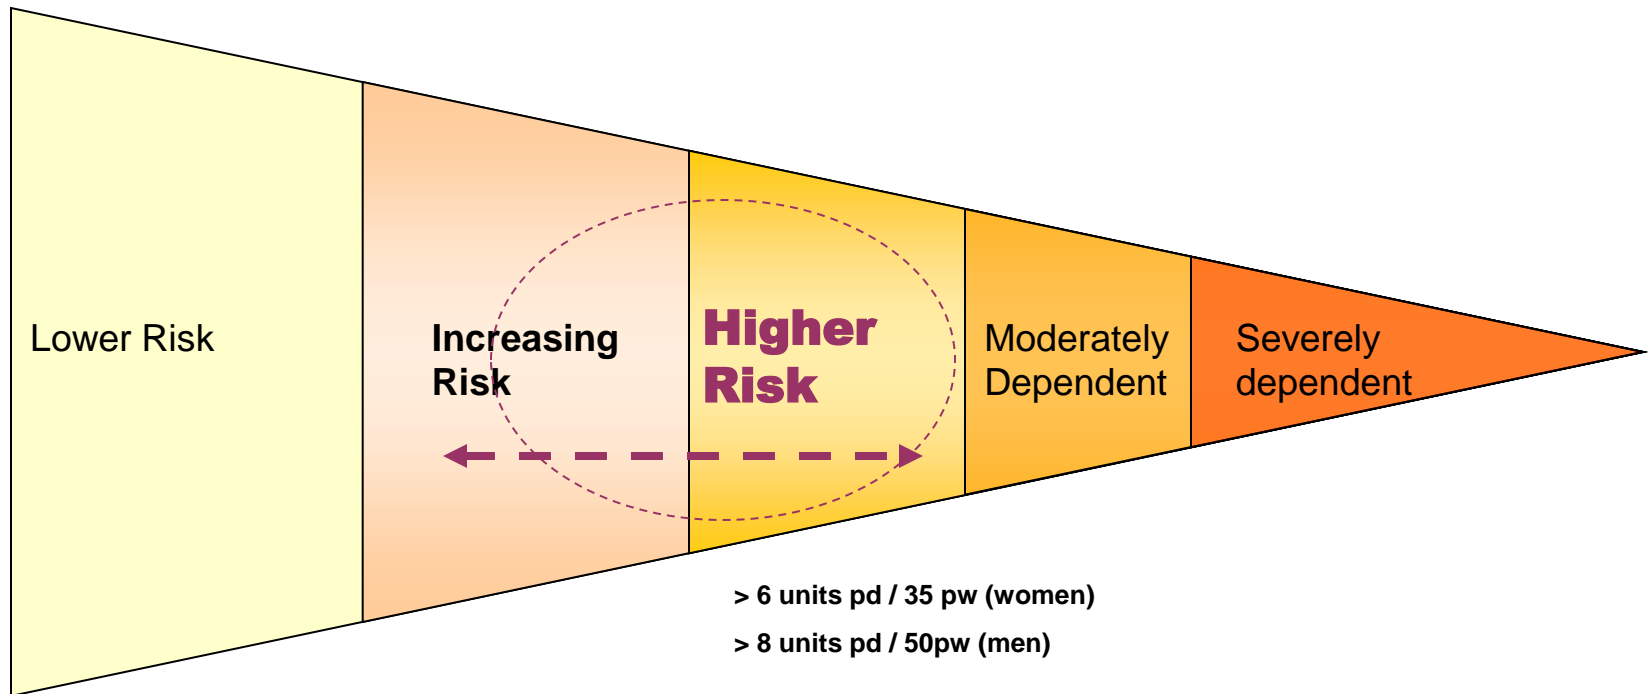 Lower Risk
Increasing
Risk
Higher
Risk
Moderately
Dependent
Severely
dependent
> 6 units pd / 35 pw (women)
> 8 units pd / 50pw (men)